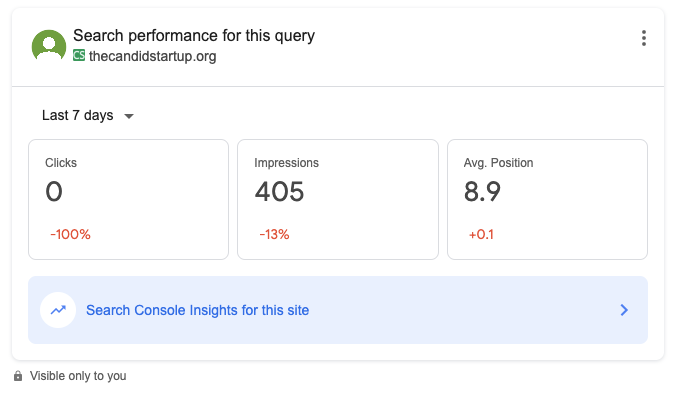 Search performance for this query
CS thecandidstartup.org
Last 7 days
Clicks
0
-100%
Impressions
405
-13%
Avg. Position
8.9
+0.1
Search Console Insights for this site
Visible only to you